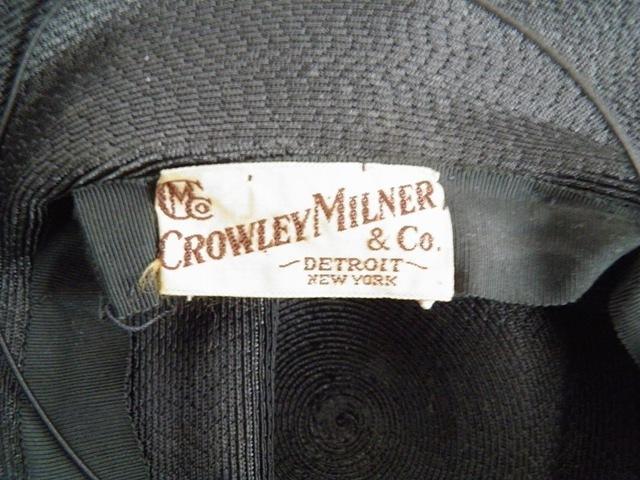 CMCo
CROWLEY MILNER
& Co.
DETROIT
NEW YORK